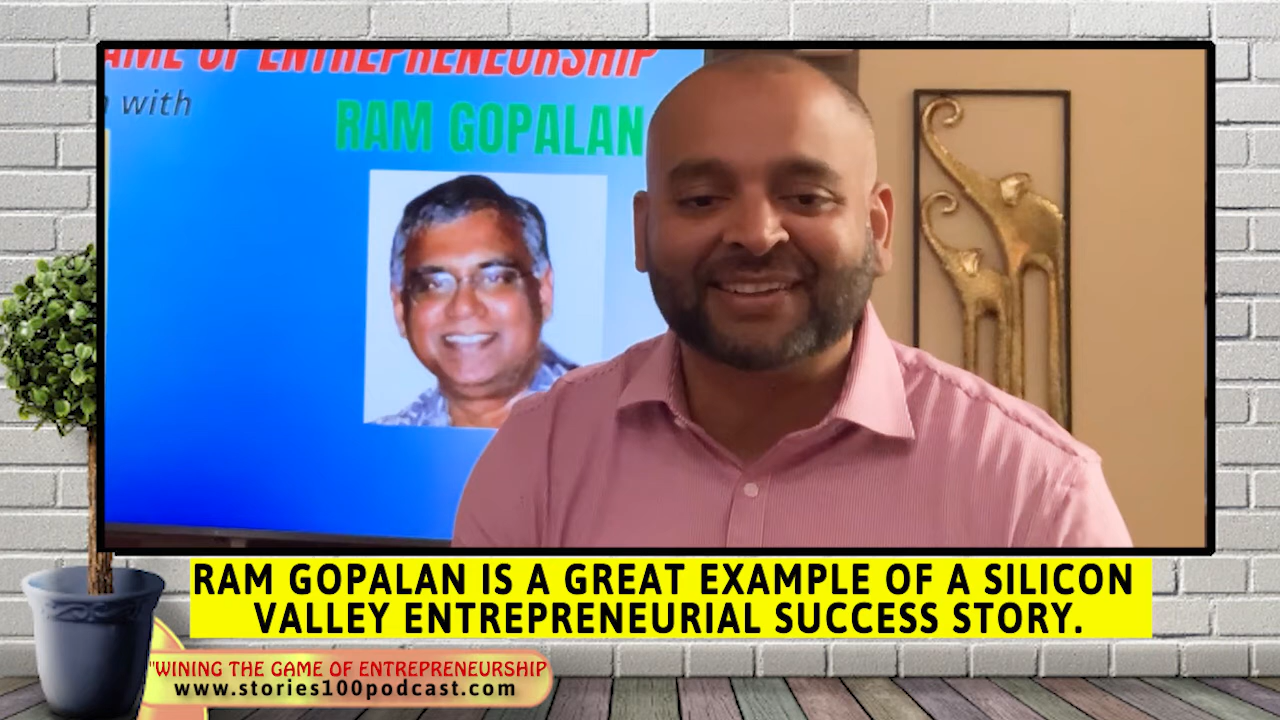 GAME OF ENTREPRENEURSHIP
with
RAM GOPALAN
RAM GOPALAN IS A GREAT EXAMPLE OF A SILICON
VALLEY ENTREPRENEURIAL SUCCESS STORY.
"WINING THE GAME OF ENTREPRENEURSHIP
www.stories100podcast.com